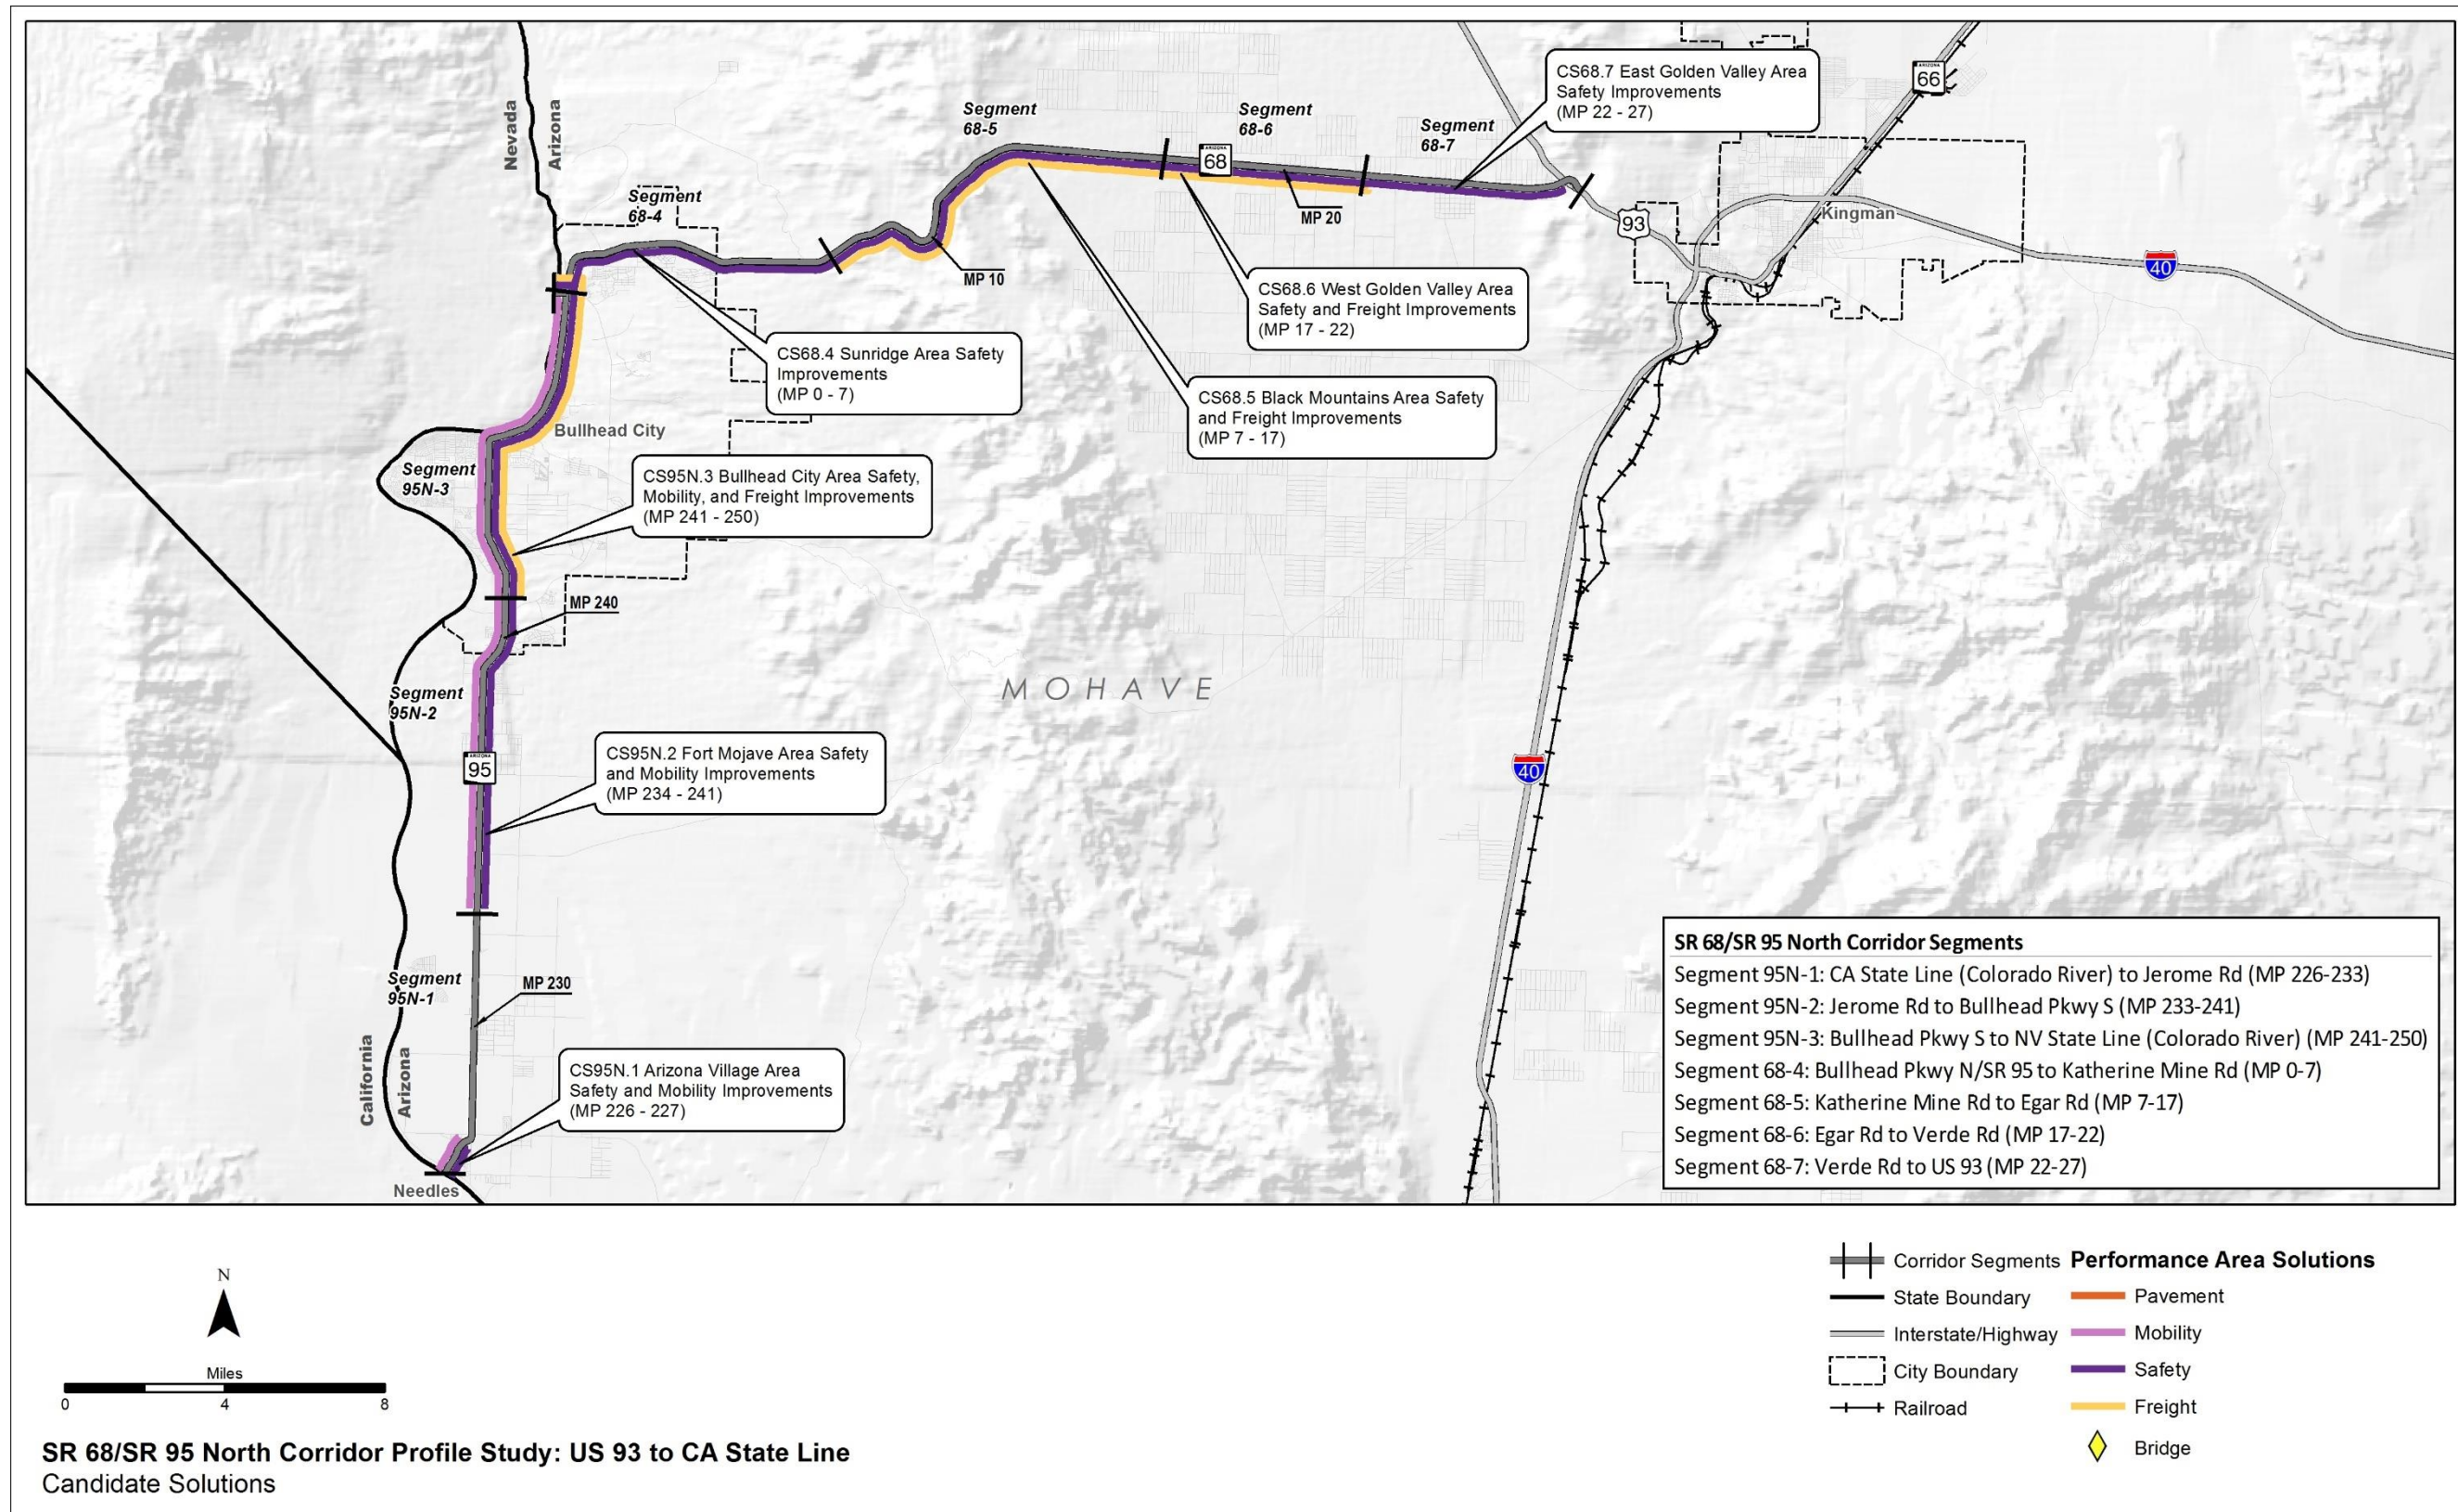 Nevada
Arizona
Segment
68-4
Segment
68-5
Segment
68-6
Segment
68-7
CS68.7 East Golden Valley Area
Safety Improvements
(MP 22 - 27)
ARIZONA
66
ARIZONA
68
MP 20
MP 10
93
Kingman
40
CS68.6 West Golden Valley Area
Safety and Freight Improvements
(MP 17 - 22)
CS68.4 Sunridge Area Safety
Improvements
(MP 0 - 7)
CS68.5 Black Mountains Area Safety
and Freight Improvements
(MP 7 - 17)
Bullhead City
Segment
95N-3
CS95N.3 Bullhead City Area Safety,
Mobility, and Freight Improvements
(MP 241 - 250)
MP 240
MOHAVE
Segment
95N-2
ARIZONA
95
CS95N.2 Fort Mojave Area Safety
and Mobility Improvements
(MP 234 - 241)
40
Segment
95N-1
MP 230
California
Arizona
CS95N.1 Arizona Village Area
Safety and Mobility Improvements
(MP 226 - 227)
Needles
SR 68/SR 95 North Corridor Segments
Segment 95N-1: CA State Line (Colorado River) to Jerome Rd (MP 226-233)
Segment 95N-2: Jerome Rd to Bullhead Pkwy S (MP 233-241)
Segment 95N-3: Bullhead Pkwy S to NV State Line (Colorado River) (MP 241-250)
Segment 68-4: Bullhead Pkwy N/SR 95 to Katherine Mine Rd (MP 0-7)
Segment 68-5: Katherine Mine Rd to Egar Rd (MP 7-17)
Segment 68-6: Egar Rd to Verde Rd (MP 17-22)
Segment 68-7: Verde Rd to US 93 (MP 22-27)
N
Miles
0 4 8
Corridor Segments
State Boundary
Interstate/Highway
City Boundary
Railroad
Performance Area Solutions
Pavement
Mobility
Safety
Freight
Bridge
SR 68/SR 95 North Corridor Profile Study: US 93 to CA State Line
Candidate Solutions